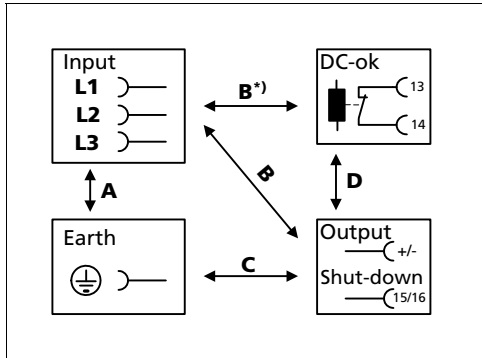 Input
L1
L2
L3
B*)
DC-ok
13
14
A
B
D
Earth
C
Output
+/-
Shut-down
15/16